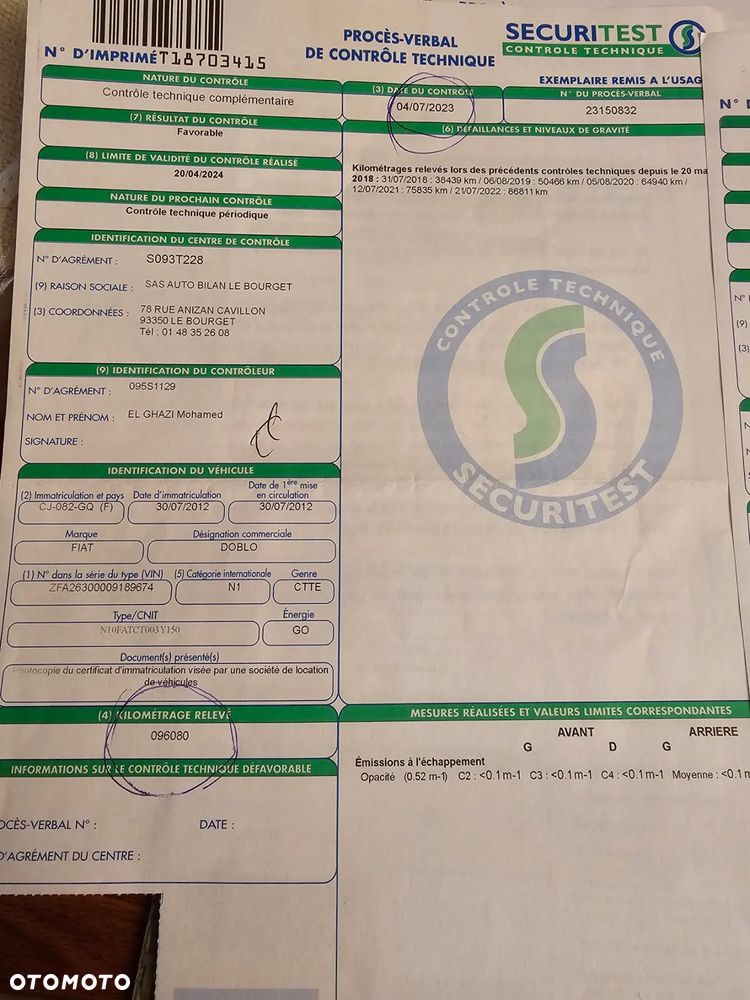 N° D'IMPRIMÉ T18703415
PROCÈS-VERBAL
DE CONTRÔLE TECHNIQUE
SECURITEST
CONTROLE TECHNIQUE
EXEMPLAIRE REMIS A L'USAG
NATURE DU CONTRÔLE
Contrôle technique complémentaire
(3) DATE DU CONTRÔLE
04/07/2023
N° DU PROCÈS-VERBAL
23150832
(7) RÉSULTAT DU CONTRÔLE
Favorable
(8) LIMITE DE VALIDITÉ DU CONTRÔLE RÉALISÉ
20/04/2024
NATURE DU PROCHAIN CONTRÔLE
Contrôle technique périodique
(6) DÉFAILLANCES ET NIVEAUX DE GRAVITÉ
Kilométrages relevés lors des précédents contrôles techniques depuis le 20 ma
2018 : 31/07/2018 : 38439 km / 06/08/2019 : 50466 km / 05/08/2020 : 64940 km /
12/07/2021 : 75835 km / 21/07/2022 : 86811 km
IDENTIFICATION DU CENTRE DE CONTRÔLE
N° D'AGRÉMENT : S093T228
(9) RAISON SOCIALE : SAS AUTO BILAN LE BOURGET
(3) COORDONNÉES : 78 RUE ANIZAN CAVILLON
93350 LE BOURGET
Tél : 01 48 35 26 08
(9) IDENTIFICATION DU CONTRÔLEUR
N° D'AGRÉMENT : 095S1129
NOM ET PRÉNOM : EL GHAZI Mohamed
SIGNATURE :
CONTROLE TECHNIQUE
SECURITEST
IDENTIFICATION DU VÉHICULE
(2) Immatriculation et pays Date d'immatriculation Date de 1ère mise en circulation
CJ-082-GQ (F) 30/07/2012 30/07/2012
Marque Désignation commerciale
FIAT DOBLO
(1) N° dans la série du type (VIN) (5) Catégorie internationale Genre
ZFA26300009189674 N1 CTTE
Type/CNIT Énergie
N10FATCT003Y150 GO
Document(s) présenté(s)
Photocopie du certificat d'immatriculation visée par une société de location
de véhicules
(4) KILOMÉTRAGE RELEVÉ
096080
INFORMATIONS SUR LE CONTRÔLE TECHNIQUE DÉFAVORABLE
OCÈS-VERBAL N° : DATE :
D'AGRÉMENT DU CENTRE :
MESURES RÉALISÉES ET VALEURS LIMITES CORRESPONDANTES
AVANT ARRIERE
G D G
Émissions à l'échappement
Opacité (0.52 m-1) C2 : <0.1 m-1 C3 : <0.1 m-1 C4 : <0.1 m-1 Moyenne : <0.1 m
N° D
N°
(9)
(3)
OTOMOTO